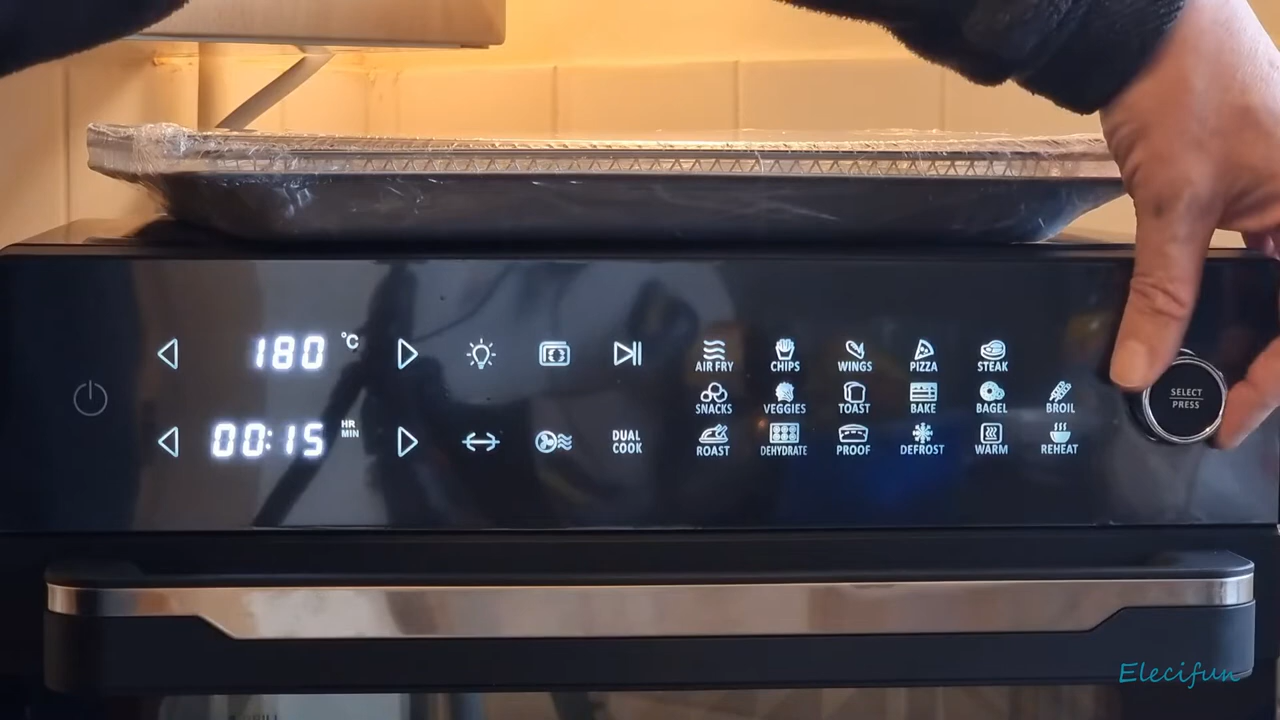 180 °C
00:15 HR MIN
DUAL COOK
AIR FRY CHIPS WINGS PIZZA STEAK
SNACKS VEGGIES TOAST BAKE BAGEL BROIL
ROAST DEHYDRATE PROOF DEFROST WARM REHEAT
SELECT
PRESS
Elecifun